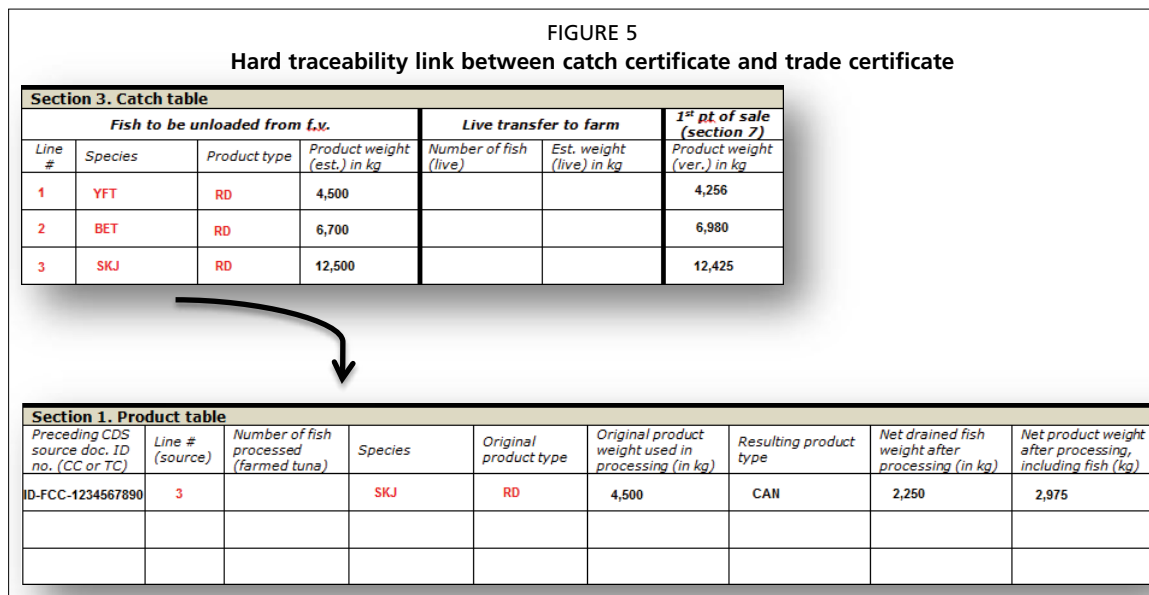 FIGURE 5
Hard traceability link between catch certificate and trade certificate
Section 3. Catch table
Fish to be unloaded from f.v. Live transfer to farm 1st pt of sale (section 7)
Line # Species Product type Product weight (est.) in kg Number of fish (live) Est. weight (live) in kg Product weight (ver.) in kg
1 YFT RD 4,500 4,256
2 BET RD 6,700 6,980
3 SKJ RD 12,500 12,425
Section 1. Product table
Preceding CDS source doc. ID no. (CC or TC) Line # (source) Number of fish processed (farmed tuna) Species Original product type Original product weight used in processing (in kg) Resulting product type Net drained fish weight after processing (in kg) Net product weight after processing, including fish (kg)
ID-FCC-1234567890 3 SKJ RD 4,500 CAN 2,250 2,975